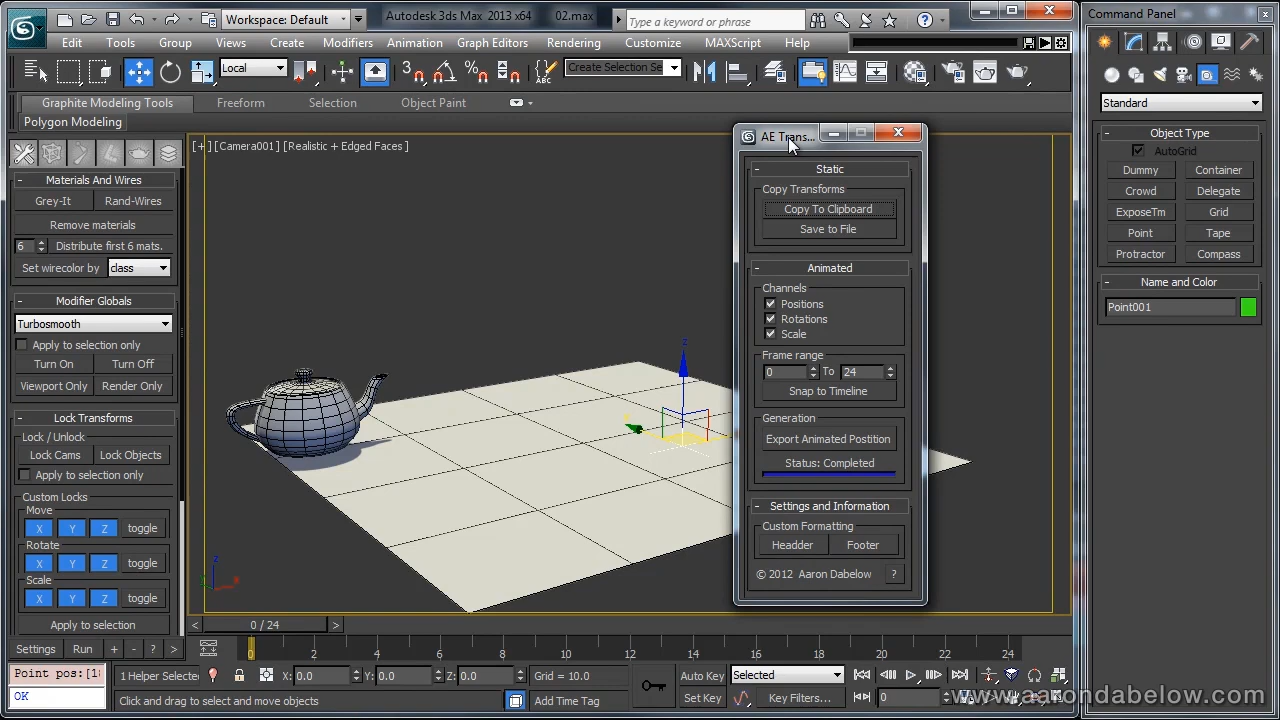 Workspace: Default
Autodesk 3ds Max 2013 x64
02.max
Type a keyword or phrase
Edit Tools Group Views Create Modifiers Animation Graph Editors Rendering Customize MAXScript Help
Local
Create Selection Se
Graphite Modeling Tools Freeform Selection Object Paint
Polygon Modeling
[+] [Camera001] [Realistic + Edged Faces]
Materials And Wires
Grey-It Rand-Wires
Remove materials
6 Distribute first 6 mats.
Set wirecolor by class
Modifier Globals
Turbosmooth
Apply to selection only
Turn On Turn Off
Viewport Only Render Only
Lock Transforms
Lock / Unlock
Lock Cams Lock Objects
Apply to selection only
Custom Locks
Move
X Y Z toggle
Rotate
X Y Z toggle
Scale
X Y Z toggle
Apply to selection
Settings Run + - ? >
AE Trans...
Static
Copy Transforms
Copy To Clipboard
Save to File
Animated
Channels
Positions
Rotations
Scale
Frame range
0 To 24
Snap to Timeline
Generation
Export Animated Position
Status: Completed
Settings and Information
Custom Formatting
Headder Footer
© 2012 Aaron Dabelow ?
Command Panel
Standard
Object Type
AutoGrid
Dummy Container
Crowd Delegate
ExposeTm Grid
Point Tape
Protractor Compass
Name and Color
Point001
z
z
x
< 0 / 24 >
0 2 4 6 8 10 12 14 16 18 20 22 24
Point pos:[1
OK
1 Helper Selecte
X: 0.0 Y: 0.0 Z: 0.0
Grid = 10.0
Auto Key Selected
Click and drag to select and move objects
Add Time Tag
Set Key Key Filters...
0
www.aarondabelow.com